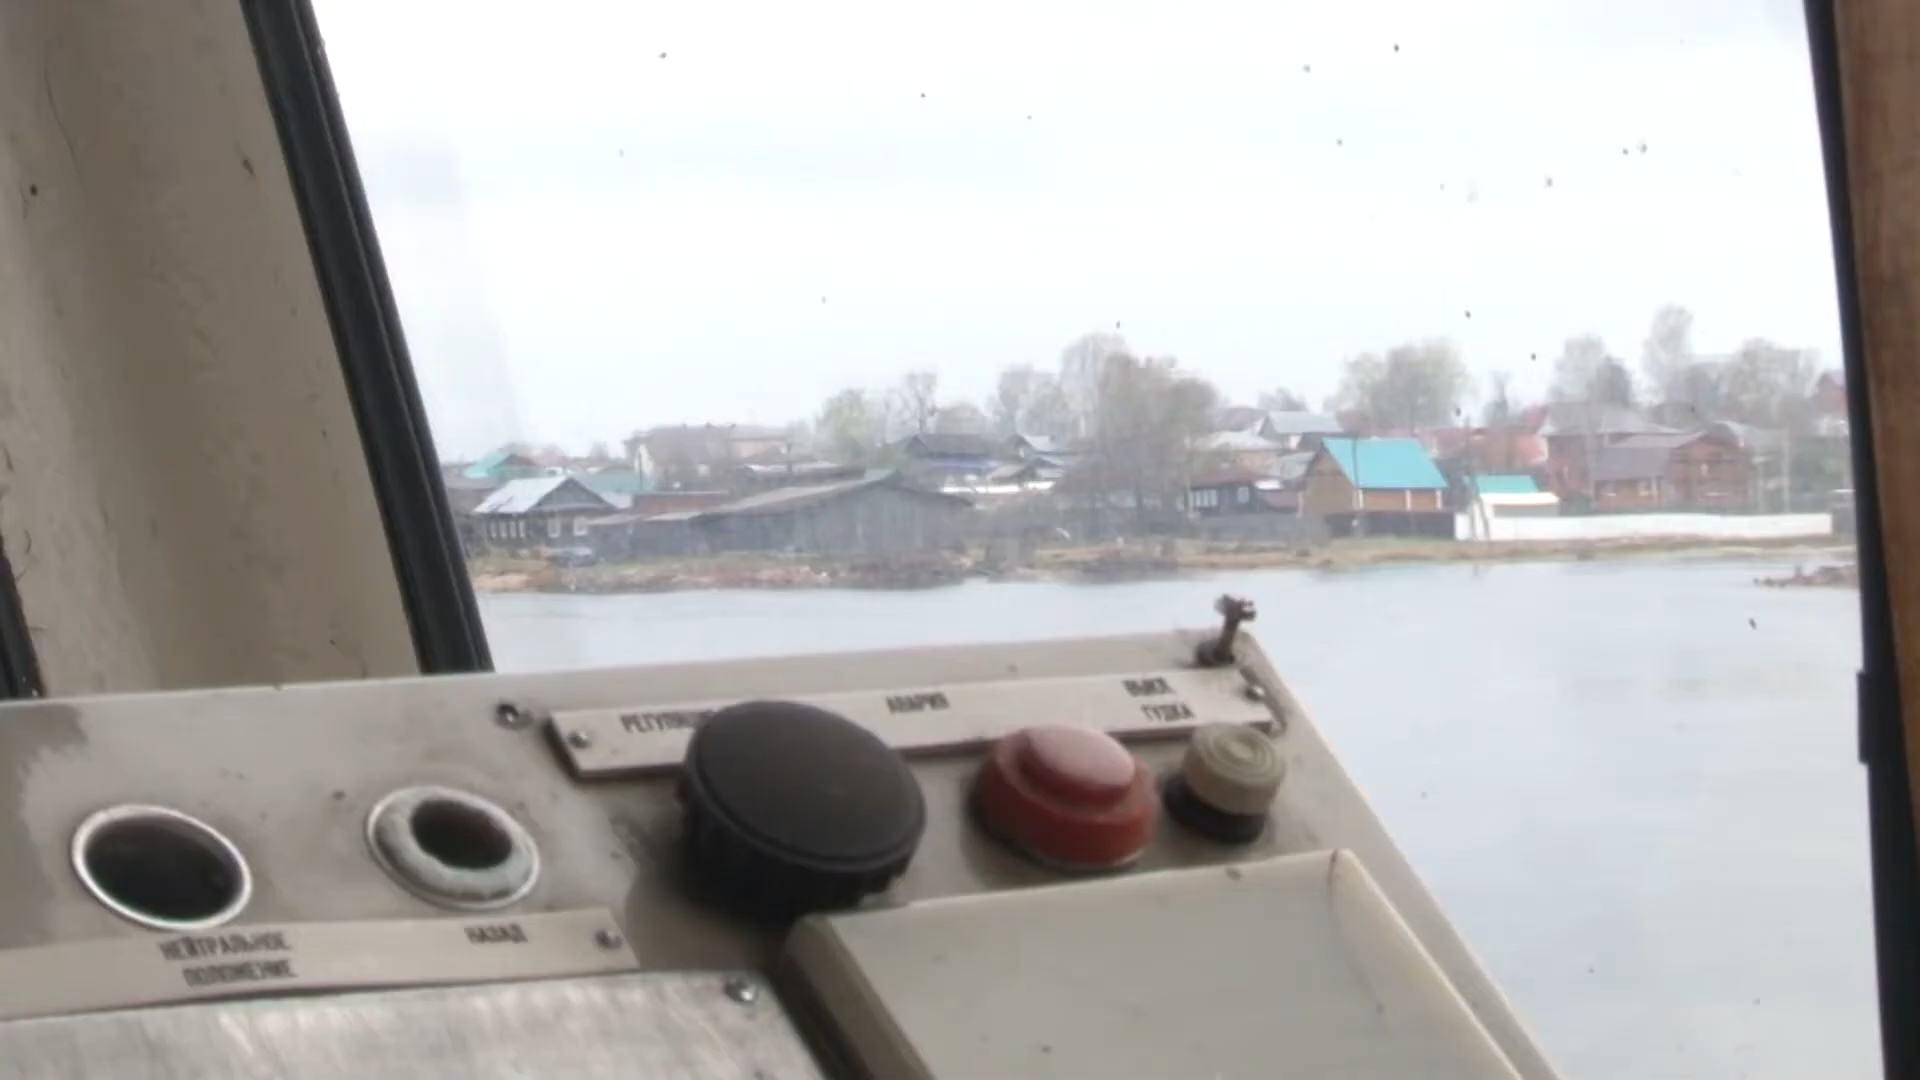 АВАРИЯ
ВЫКЛ
ГУДКА
НЕЙТРАЛЬНОЕ
ПОЛОЖЕНИЕ
НАЗАД